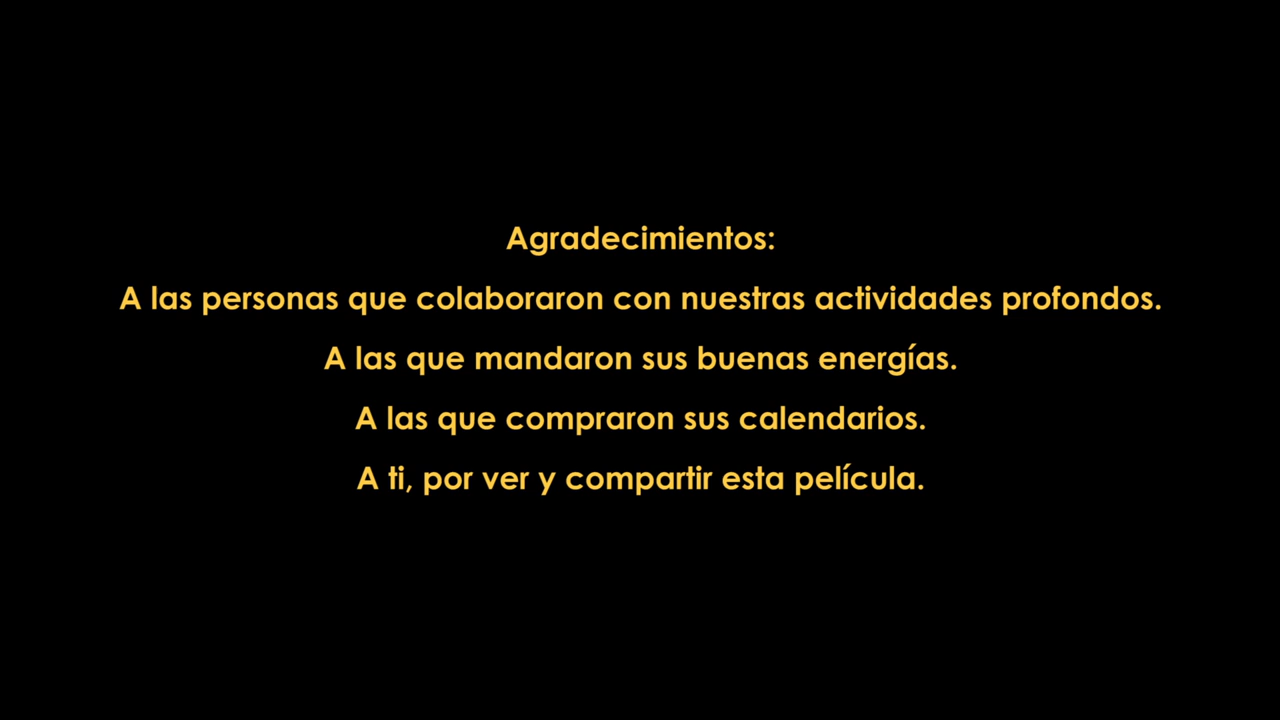 Agradecimientos:
A las personas que colaboraron con nuestras actividades profondos.
A las que mandaron sus buenas energías.
A las que compraron sus calendarios.
A ti, por ver y compartir esta película.